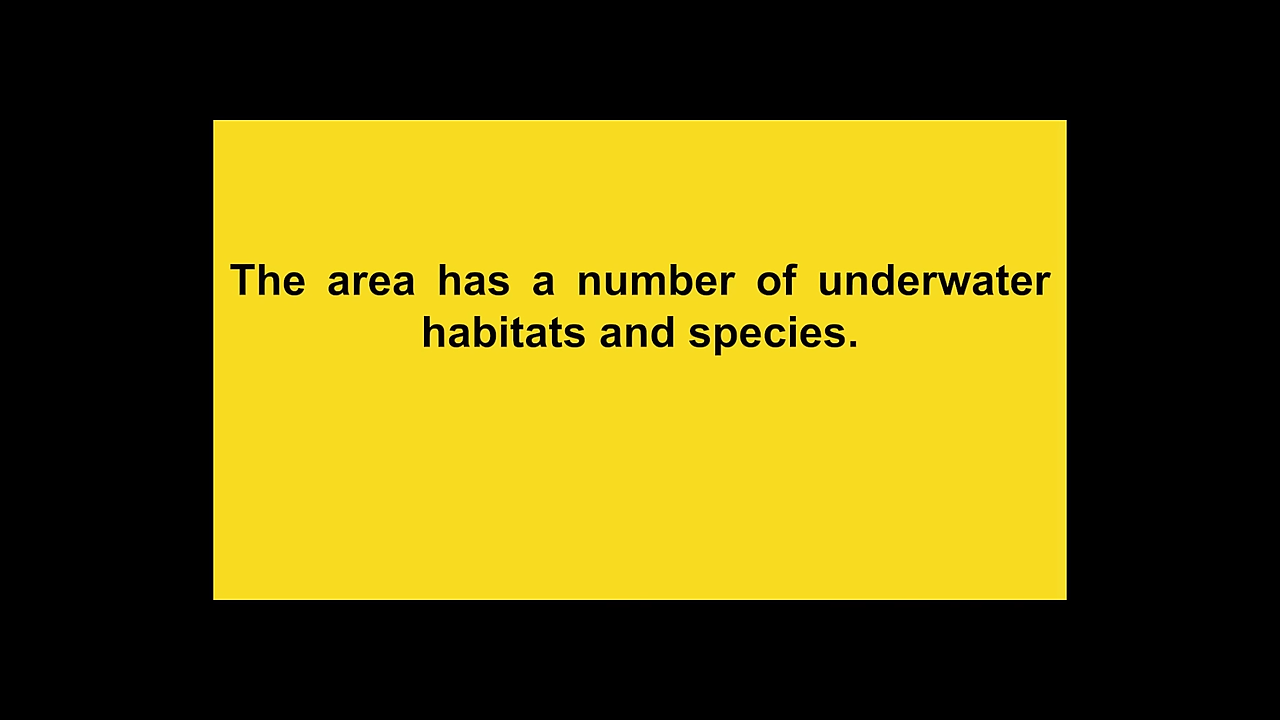 The area has a number of underwater
habitats and species.